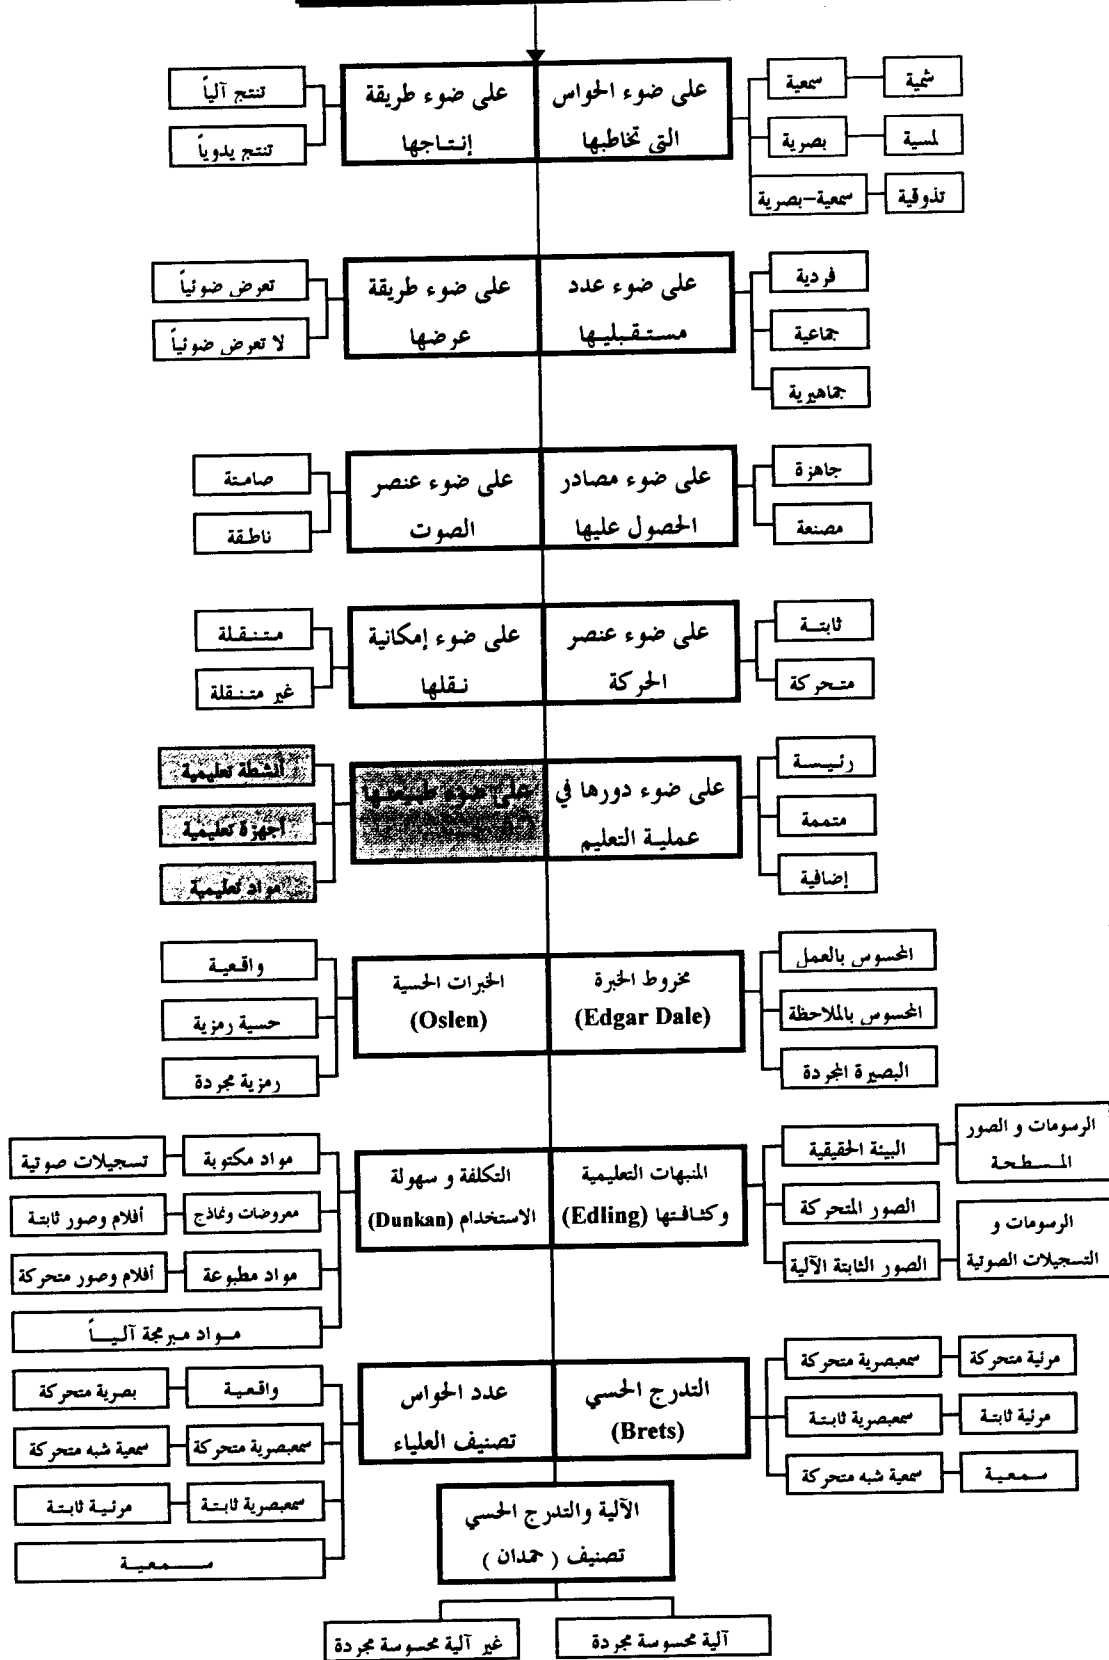 على ضوء الحواس
التي تخاطبها
سمعية
شمية
بصرية
لمسية
سمعية–بصرية
تذوقية
على ضوء طريقة
إنتاجها
تنتج آلياً
تنتج يدوياً
على ضوء عدد
مستقبليها
فردية
جماعية
جماهيرية
على ضوء طريقة
عرضها
تعرض ضوئياً
لا تعرض ضوئياً
على ضوء مصادر
الحصول عليها
جاهزة
مصنعة
على ضوء عنصر
الصوت
صامتة
ناطقة
على ضوء عنصر
الحركة
ثابتة
متحركة
على ضوء إمكانية
نقلها
متنقلة
غير متنقلة
على ضوء دورها في
عملية التعليم
رئيسة
متممة
إضافية
على ضوء طبيعتها
أنشطة تعليمية
أجهزة تعليمية
مواد تعليمية
مخروط الخبرة
(Edgar Dale)
المحسوس بالعمل
المحسوس بالملاحظة
البصيرة المجردة
الخبرات الحسية
(Oslen)
واقعية
حسية رمزية
رمزية مجردة
المنبهات التعليمية
وكثافتها (Edling)
البيئة الحقيقية
الرسومات و الصور
المسطحة
الصور المتحركة
الصور الثابتة الآلية
الرسومات و
التسجيلات الصوتية
التكلفة و سهولة
الاستخدام (Dunkan)
مواد مكتوبة
تسجيلات صوتية
معروضات ونماذج
أفلام وصور ثابتة
مواد مطبوعة
أفلام وصور متحركة
مواد مبرمجة آلياً
التدرج الحسي
(Brets)
سمعبصرية متحركة
مرئية متحركة
سمعبصرية ثابتة
مرئية ثابتة
سمعية شبه متحركة
سمعية
عدد الحواس
تصنيف العلياء
واقعية
بصرية متحركة
سمعبصرية متحركة
سمعية شبه متحركة
سمعبصرية ثابتة
مرئية ثابتة
سمعية
الآلية والتدرج الحسي
تصنيف ( حمدان )
آلية محسوسة مجردة
غير آلية محسوسة مجردة